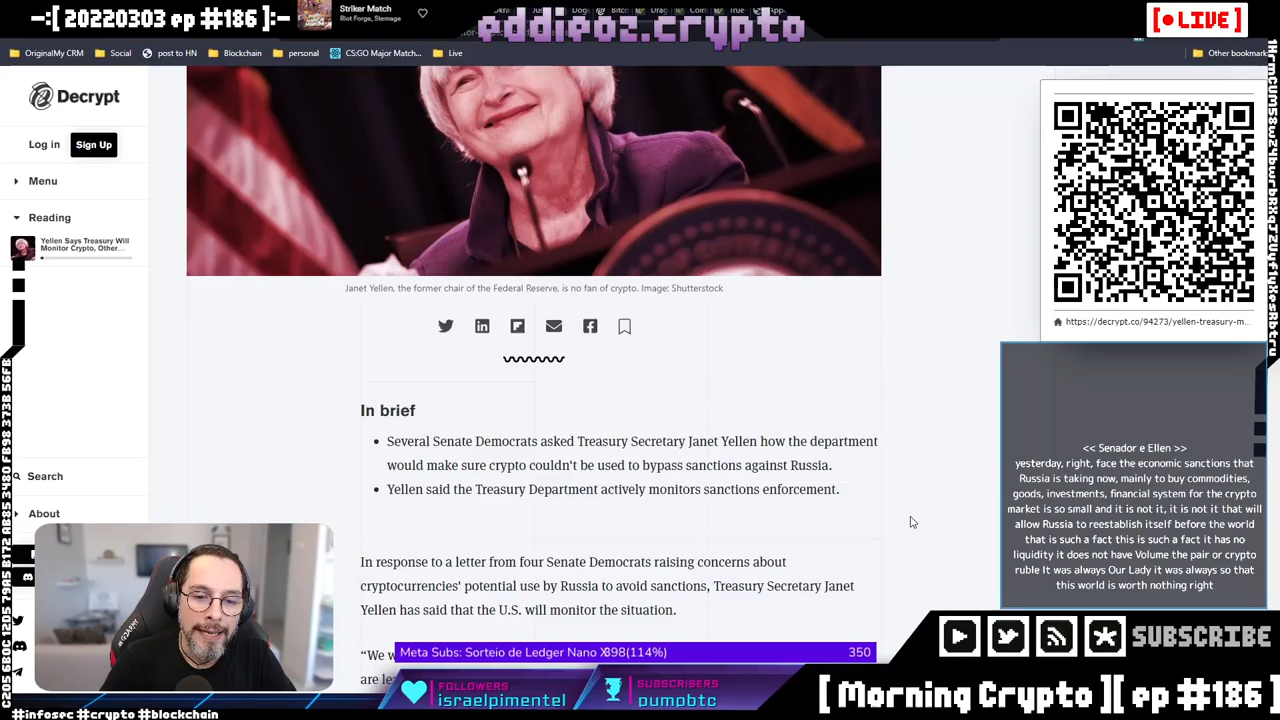 -:[ 20220303 ep #186 ]:-
Striker Match
Riot Forge, Stemage
eddieoz.crypto
[● LIVE]
OriginalMy CRM
Social
post to HN
Blockchain
personal
CS:GO Major Match...
Live
Other bookmark
Decrypt
Log in
Sign Up
Menu
Reading
Yellen Says Treasury Will
Monitor Crypto, Other...
Search
About
Janet Yellen, the former chair of the Federal Reserve, is no fan of crypto. Image: Shutterstock
In brief
Several Senate Democrats asked Treasury Secretary Janet Yellen how the department
would make sure crypto couldn't be used to bypass sanctions against Russia.
Yellen said the Treasury Department actively monitors sanctions enforcement.
In response to a letter from four Senate Democrats raising concerns about
cryptocurrencies' potential use by Russia to avoid sanctions, Treasury Secretary Janet
Yellen has said that the U.S. will monitor the situation.
https://decrypt.co/94273/yellen-treasury-m...
<< Senador e Ellen >>
yesterday, right, face the economic sanctions that
Russia is taking now, mainly to buy commodities,
goods, investments, financial system for the crypto
market is so small and it is not it, it is not it that will
allow Russia to reestablish itself before the world
that is such a fact this is such a fact it has no
liquidity it does not have Volume the pair or crypto
ruble It was always Our Lady it was always so that
this world is worth nothing right
“We w
are le
Meta Subs: Sorteio de Ledger Nano X
398(114%)
350
FOLLOWERS
israelpimentel
SUBSCRIBERS
pumpbtc
SUBSCRIBE
[ Morning Crypto ][ ep #186 ]
#infosec #crypto #blockchain